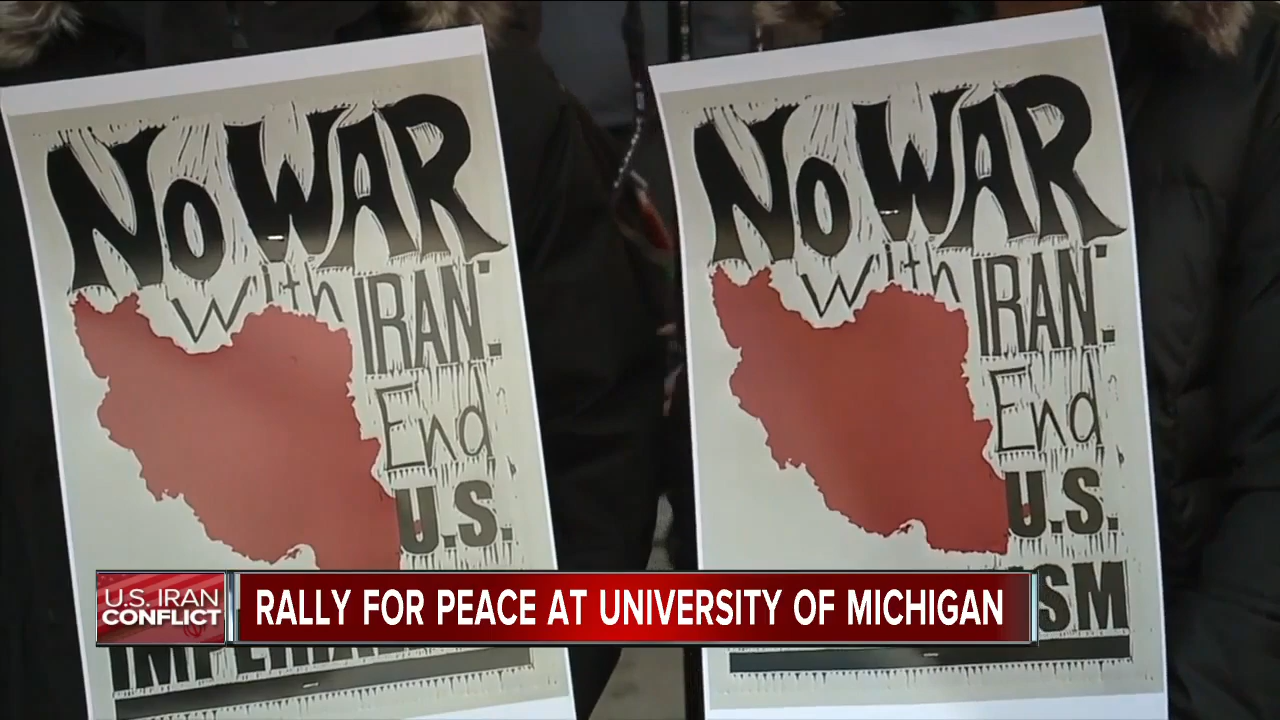 NO WAR
with IRAN.
End
U.S.
NO WAR
with IRAN.
End
U.S.
U.S. IRAN
CONFLICT
RALLY FOR PEACE AT UNIVERSITY OF MICHIGAN